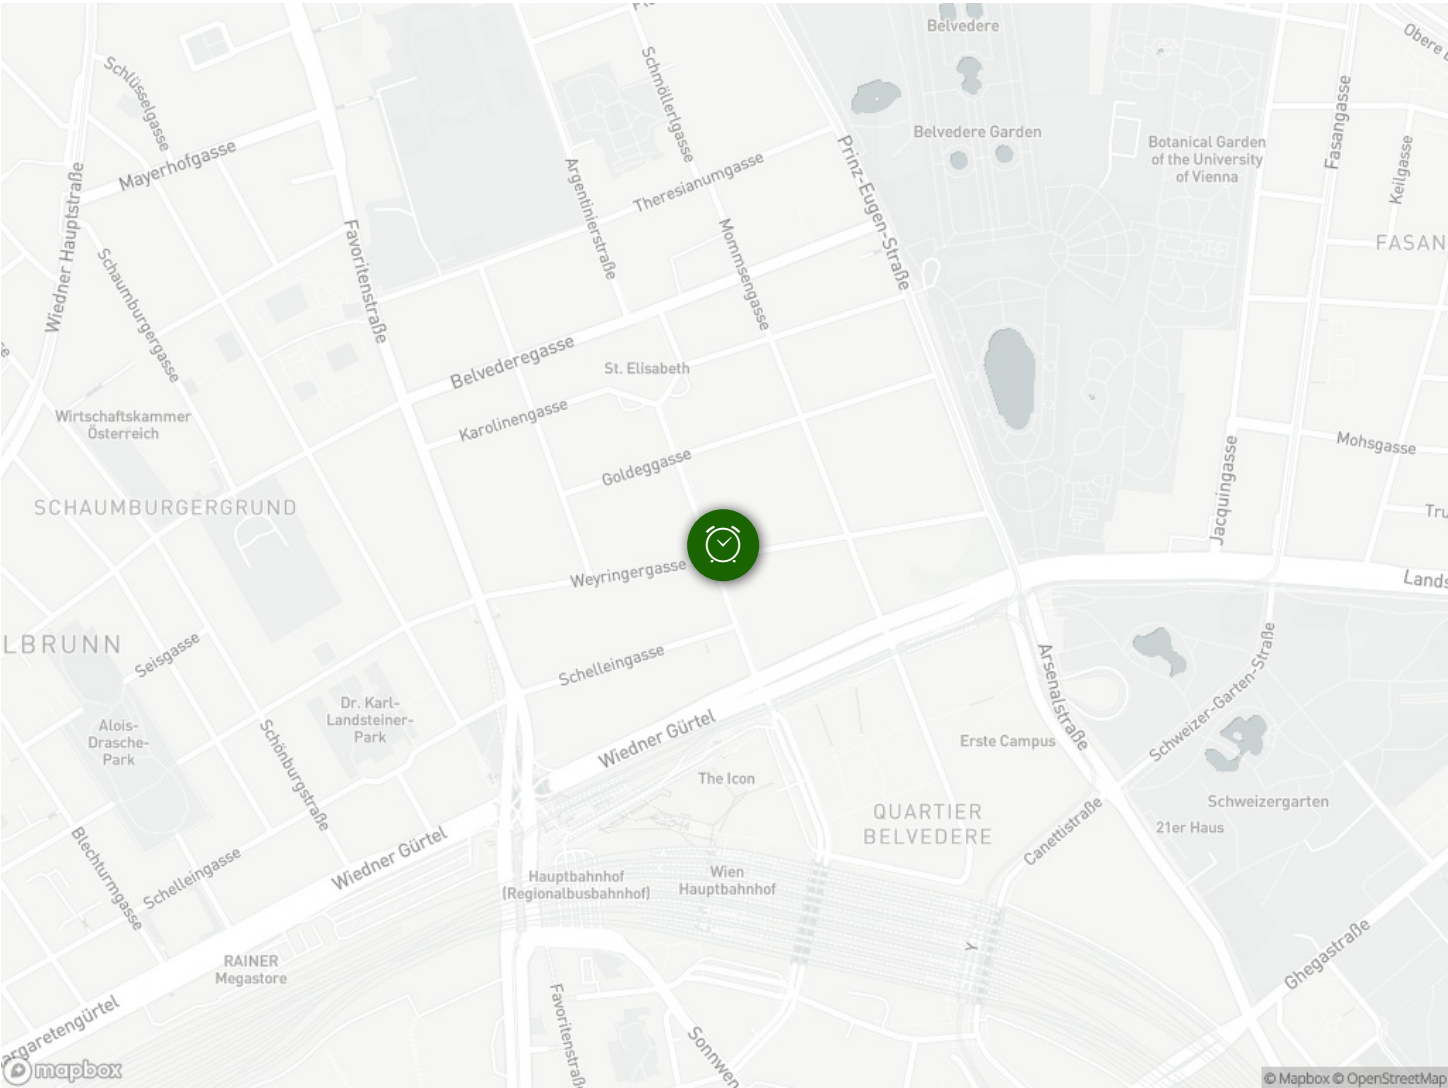 Belvedere
Schlüsselgasse
Schmöllerlgasse
Fasangasse
Mayerhofgasse
Belvedere Garden
Botanical Garden
of the University
of Vienna
Keilgasse
Theresianumgasse
Prinz-Eugen-Straße
Argentinierstraße
Wiedner Hauptstraße
Favoritenstraße
Mommsengasse
FASAN
Schaumburgergasse
Belvederegasse
St. Elisabeth
Wirtschaftskammer
Österreich
Karolinengasse
Mohsgasse
Goldeggasse
Jacquingasse
SCHAUMBURGERGRUND
Tru
Weyringergasse
Lands
LBRUNN
Seisgasse
Schelleingasse
Arsenalstraße
Schweizer-Garten-Straße
Dr. Karl-
Landsteiner-
Park
Alois-
Drasche-
Park
Schönburgstraße
Wiedner Gürtel
Erste Campus
The Icon
QUARTIER
BELVEDERE
Schweizergarten
21er Haus
Canettistraße
Blechturmgasse
Wiedner Gürtel
Schelleingasse
Hauptbahnhof
(Regionalbusbahnhof)
Wien
Hauptbahnhof
Y
Ghegastraße
RAINER
Megastore
argaretengürtel
Favoritenstraße
Sonnwen
mapbox
© Mapbox © OpenStreetMap